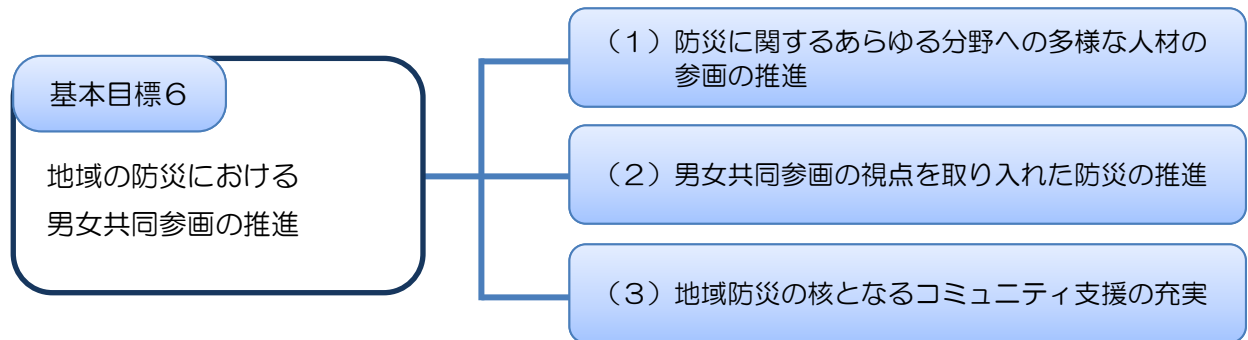 基本目標６
地域の防災における
男女共同参画の推進
（１）防災に関するあらゆる分野への多様な人材の
参画の推進
（２）男女共同参画の視点を取り入れた防災の推進
（３）地域防災の核となるコミュニティ支援の充実